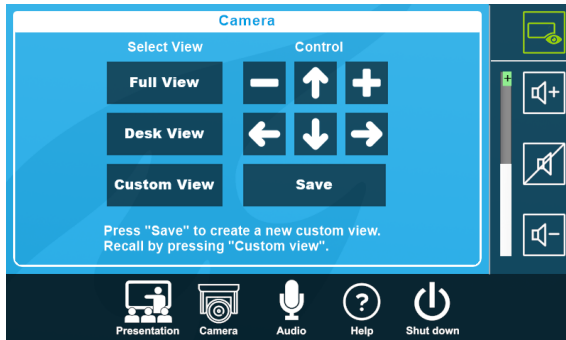 Camera
Select View
Control
Full View
Desk View
Custom View
Save
Press "Save" to create a new custom view.
Recall by pressing "Custom view".
Presentation
Camera
Audio
? Help
Shut down